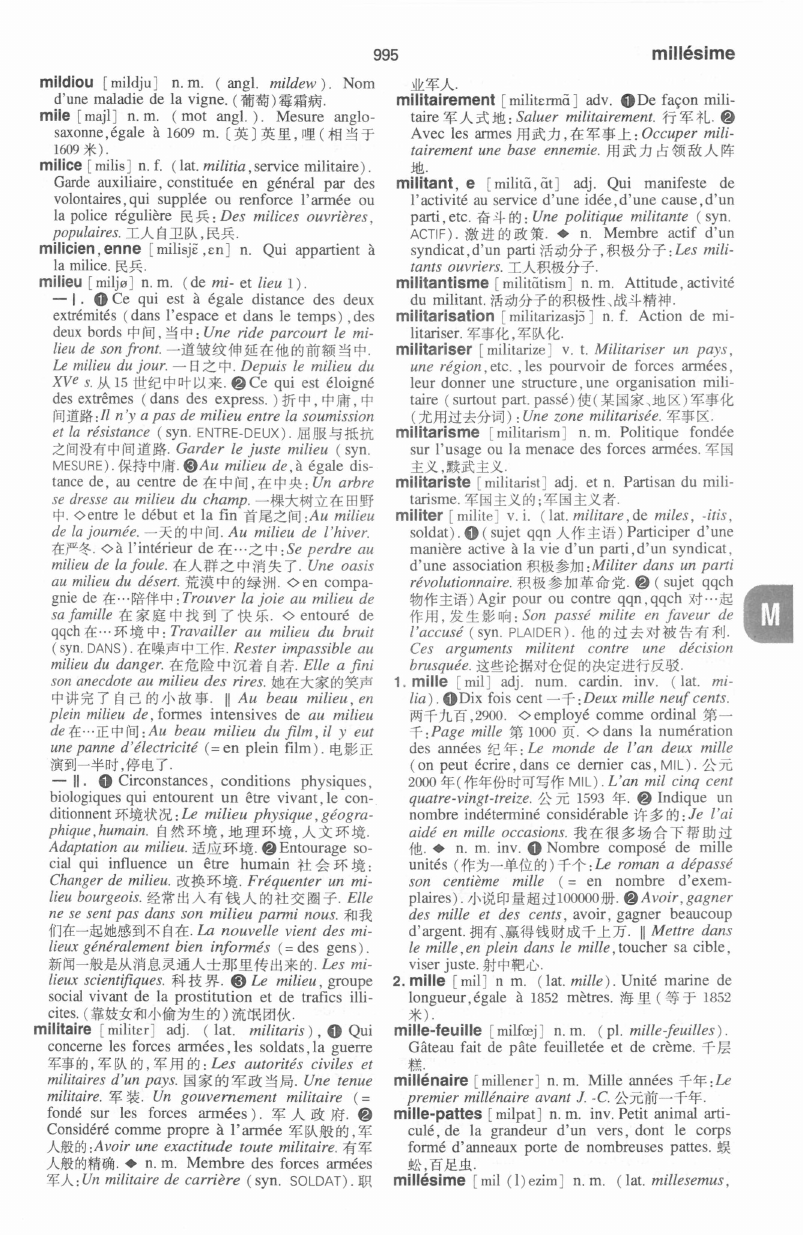 995
millésime
mildiou [mildju] n.m. ( angl. mildew). Nom
d'une maladie de la vigne. (葡萄)霉霜病.
mile [majl] n. m. (mot angl.). Mesure anglo-
saxonne,égale à 1609 m. 〔英〕英里,哩(相当于
1609 米).
milice [milis] n. f. (lat. militia,service militaire).
Garde auxiliaire, constituée en général par des
volontaires,qui supplée ou renforce l'armée ou
la police régulière 民兵:Des milices ouvrières,
populaires. 工人自卫队,民兵.
milicien,enne [milisjɛ̃,ɛn] n. Qui appartient à
la milice. 民兵.
milieu [miljø] n. m. (de mi- et lieu 1).
— I. ❶Ce qui est à égale distance des deux
extrémités (dans l'espace et dans le temps),des
deux bords 中间,当中:Une ride parcourt le mi-
lieu de son front. 一道皱纹伸延在他的前额当中.
Le milieu du jour. 一日之中. Depuis le milieu du
XVe s. 从15 世纪中叶以来. ❷Ce qui est éloigné
des extrêmes (dans des express.)折中,中庸,中
间道路:Il n'y a pas de milieu entre la soumission
et la résistance (syn. ENTRE-DEUX). 屈服与抵抗
之间没有中间道路. Garder le juste milieu (syn.
MESURE). 保持中庸. ❸Au milieu de,à égale dis-
tance de, au centre de 在中间,在中央:Un arbre
se dresse au milieu du champ. 一棵大树立在田野
中. ◇entre le début et la fin 首尾之间:Au milieu
de la journée. 一天的中间. Au milieu de l'hiver.
在严冬. ◇à l'intérieur de 在…之中:Se perdre au
milieu de la foule. 在人群之中消失了. Une oasis
au milieu du désert. 荒漠中的绿洲. ◇en compa-
gnie de 在…陪伴中:Trouver la joie au milieu de
sa famille 在家庭中找到了快乐. ◇ entouré de
qqch 在…环境中:Travailler au milieu du bruit
(syn. DANS). 在噪声中工作. Rester impassible au
milieu du danger. 在危险中沉着自若. Elle a fini
son anecdote au milieu des rires. 她在大家的笑声
中讲完了自己的小故事. ‖ Au beau milieu,en
plein milieu de,formes intensives de au milieu
de 在…正中间:Au beau milieu du film,il y eut
une panne d'électricité (=en plein film). 电影正
演到一半时,停电了.
— II. ❶ Circonstances, conditions physiques,
biologiques qui entourent un être vivant,le con-
ditionnent 环境状况:Le milieu physique,géogra-
phique,humain. 自然环境,地理环境,人文环境.
Adaptation au milieu. 适应环境. ❷Entourage so-
cial qui influence un être humain 社会环境:
Changer de milieu. 改换环境. Fréquenter un mi-
lieu bourgeois. 经常出入有钱人的社交圈子. Elle
ne se sent pas dans son milieu parmi nous. 和我
们在一起她感到不自在. La nouvelle vient des mi-
lieux généralement bien informés (=des gens).
新闻一般是从消息灵通人士那里传出来的. Les mi-
lieux scientifiques. 科技界. ❸ Le milieu, groupe
social vivant de la prostitution et de trafics illi-
cites. (靠妓女和小偷为生的)流氓团伙.
militaire [militɛr] adj. ( lat. militaris), ❶ Qui
concerne les forces armées,les soldats,la guerre
军事的,军队的,军用的:Les autorités civiles et
militaires d'un pays. 国家的军政当局. Une tenue
militaire. 军装. Un gouvernement militaire ( =
fondé sur les forces armées). 军人政府. ❷
Considéré comme propre à l'armée 军队般的,军
人般的:Avoir une exactitude toute militaire. 有军
人般的精确. ◆ n. m. Membre des forces armées
军人:Un militaire de carrière (syn. SOLDAT). 职
业军人.
militairement [militɛrmɑ̃] adv. ❶De façon mili-
taire 军人式地:Saluer militairement. 行军礼. ❷
Avec les armes 用武力,在军事上:Occuper mili-
tairement une base ennemie. 用武力占领敌人阵
地.
militant, e [militɑ̃,ɑ̃t] adj. Qui manifeste de
l'activité au service d'une idée,d'une cause,d'un
parti,etc. 奋斗的:Une politique militante ( syn.
ACTIF). 激进的政策. ◆ n. Membre actif d'un
syndicat,d'un parti 活动分子,积极分子:Les mili-
tants ouvriers. 工人积极分子.
militantisme [militɑ̃tism] n. m. Attitude,activité
du militant. 活动分子的积极性、战斗精神.
militarisation [militarizasjɔ̃] n. f. Action de mi-
litariser. 军事化,军队化.
militariser [militarize] v. t. Militariser un pays,
une région,etc. ,les pourvoir de forces armées,
leur donner une structure,une organisation mili-
taire (surtout part. passé)使(某国家、地区)军事化
(尤用过去分词):Une zone militarisée. 军事区.
militarisme [militarism] n. m. Politique fondée
sur l'usage ou la menace des forces armées. 军国
主义,黩武主义.
militariste [militarist] adj. et n. Partisan du mili-
tarisme. 军国主义的;军国主义者.
militer [milite] v. i. (lat. militare,de miles, -itis,
soldat). ❶(sujet qqn 人作主语)Participer d'une
manière active à la vie d'un parti,d'un syndicat,
d'une association 积极参加:Militer dans un parti
révolutionnaire. 积极参加革命党. ❷ (sujet qqch
物作主语)Agir pour ou contre qqn,qqch 对…起
作用,发生影响:Son passé milite en faveur de
l'accusé (syn. PLAIDER). 他的过去对被告有利.
Ces arguments militent contre une décision
brusquée. 这些论据对仓促的决定进行反驳.
M
1. mille [mil] adj. num. cardin. inv. ( lat. mi-
lia). ❶Dix fois cent 一千:Deux mille neuf cents.
两千九百,2900. ◇employé comme ordinal 第一
千:Page mille 第 1000 页. ◇dans la numération
des années 纪年:Le monde de l'an deux mille
(on peut écrire,dans ce dernier cas,MIL). 公元
2000 年(作年份时可写作 MIL). L'an mil cinq cent
quatre-vingt-treize. 公元 1593 年. ❷ Indique un
nombre indéterminé considérable 许多的:Je l'ai
aidé en mille occasions. 我在很多场合下帮助过
他. ◆ n. m. inv. ❶ Nombre composé de mille
unités (作为一单位的)千个:Le roman a dépassé
son centième mille ( = en nombre d'exem-
plaires). 小说印量超过100000册. ❷Avoir,gagner
des mille et des cents, avoir, gagner beaucoup
d'argent. 拥有、赢得钱财成千上万. ‖ Mettre dans
le mille,en plein dans le mille,toucher sa cible,
viser juste. 射中靶心.
2. mille [mil] n m. (lat. mille). Unité marine de
longueur,égale à 1852 mètres. 海里(等于 1852
米).
mille-feuille [milfœj] n. m. (pl. mille-feuilles).
Gâteau fait de pâte feuilletée et de crème. 千层
糕.
millénaire [millenɛr] n. m. Mille années 千年:Le
premier millénaire avant J. -C. 公元前一千年.
mille-pattes [milpat] n. m. inv. Petit animal arti-
culé, de la grandeur d'un vers, dont le corps
formé d'anneaux porte de nombreuses pattes. 蜈
蚣,百足虫.
millésime [mil (l)ezim] n. m. (lat. millesemus,